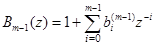 B_{m-1}(z) = 1 + \sum_{i=0}^{m-1} b_i^{(m-1)} z^{-i}